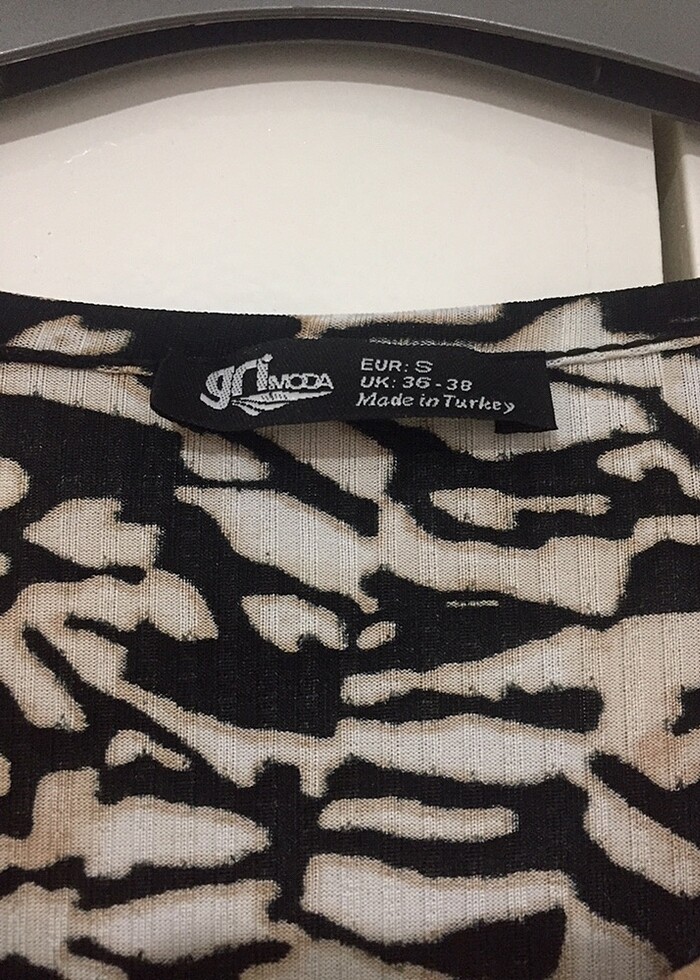 gri MODA
EUR: S
UK: 36-38
Made in Turkey